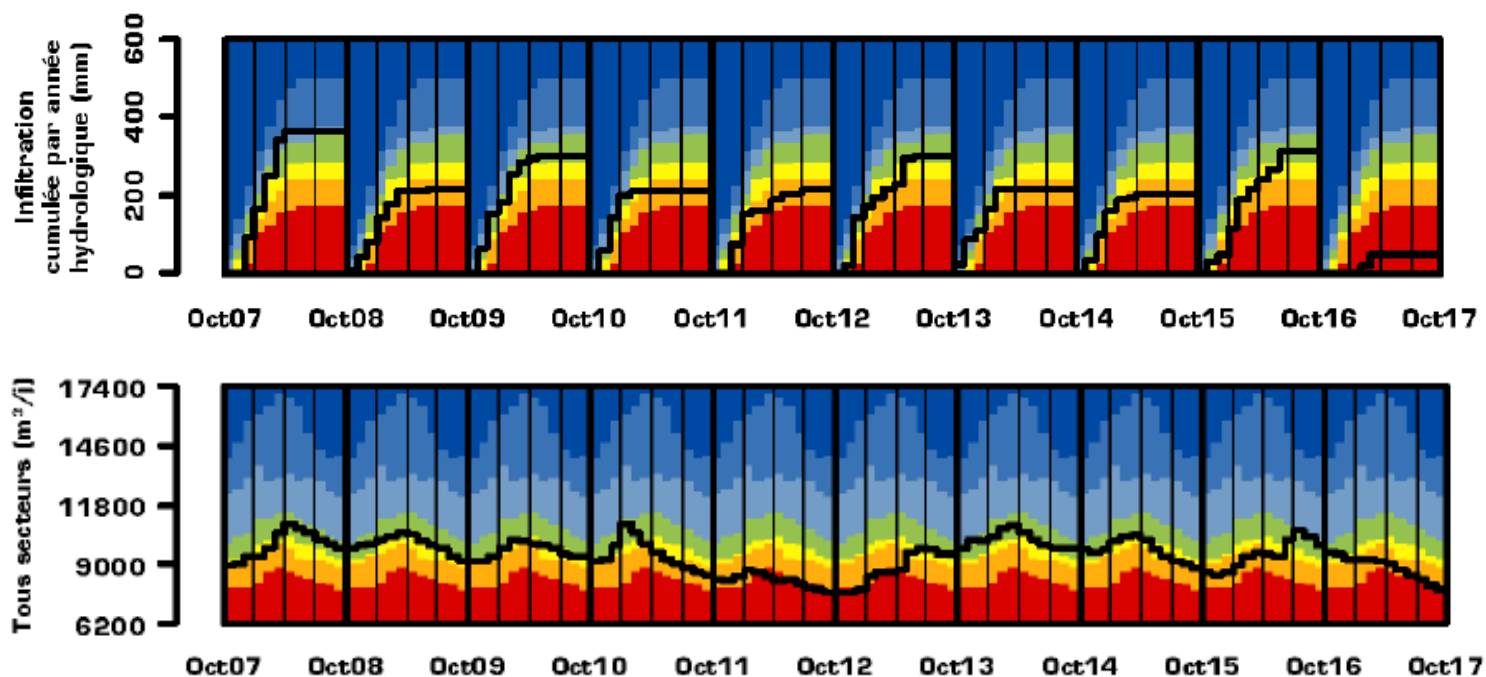 Infiltration
cumulée par année
hydrologique (mm)
600
400
200
0
Oct07 Oct08 Oct09 Oct10 Oct11 Oct12 Oct13 Oct14 Oct15 Oct16 Oct17
Tous secteurs (m³/j)
17400
14600
11800
9000
6200
Oct07 Oct08 Oct09 Oct10 Oct11 Oct12 Oct13 Oct14 Oct15 Oct16 Oct17